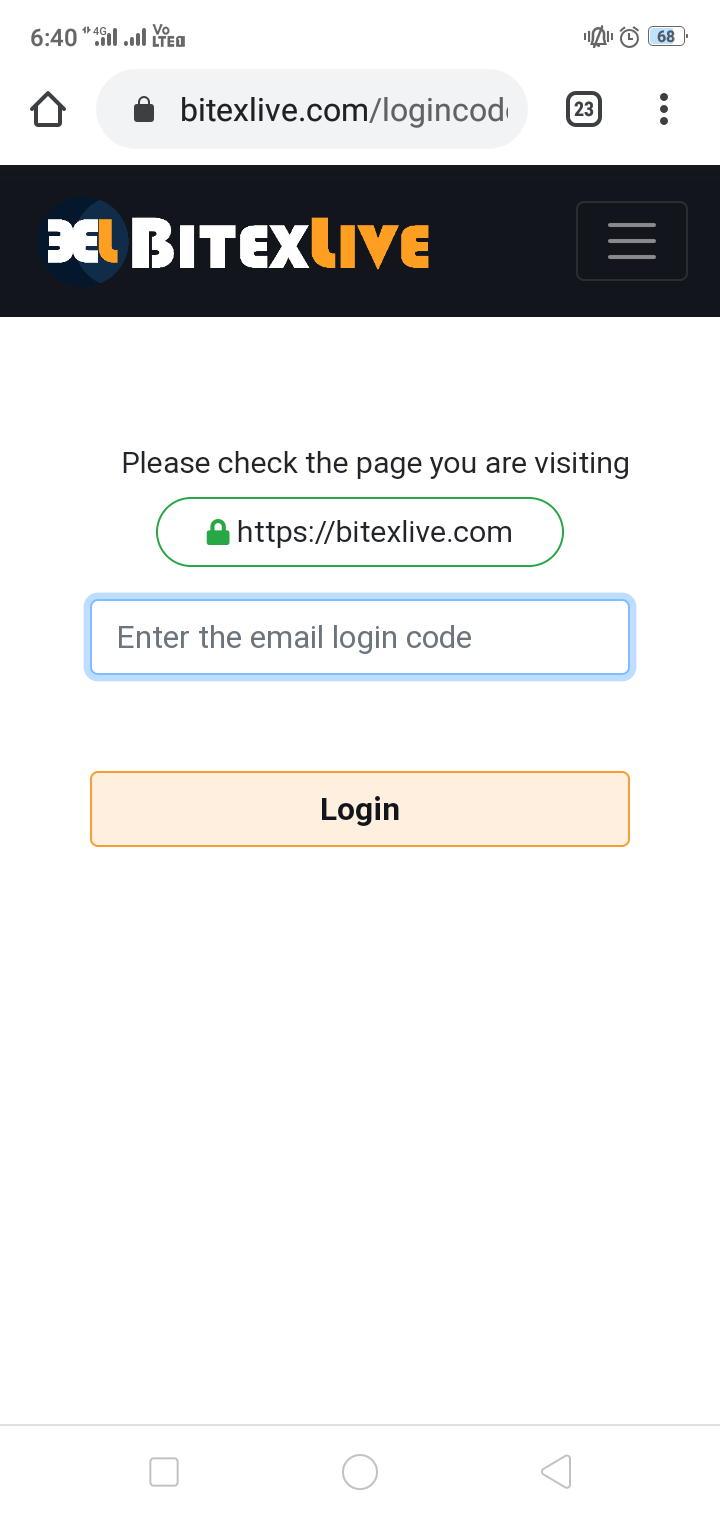 6:40 4G Vo LTE 68
bitexlive.com/logincod
23
BITEXLIVE
Please check the page you are visiting
https://bitexlive.com
Enter the email login code
Login